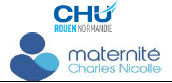 CHU
ROUEN NORMANDIE
maternité
Charles Nicolle